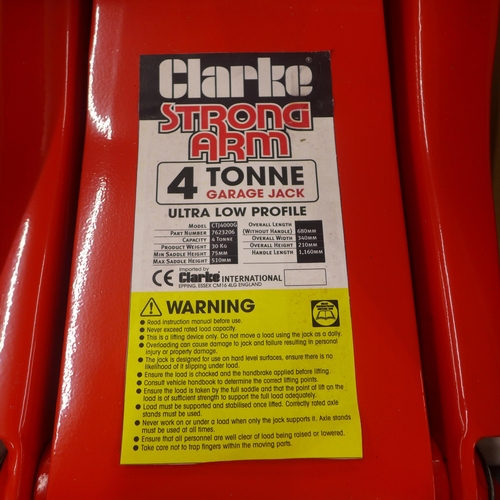 Clarke®
STRONG
ARM
4 TONNE
GARAGE JACK
ULTRA LOW PROFILE
MODEL CTJ4000G
PART NUMBER 7623206
CAPACITY 4 TONNE
PRODUCT WEIGHT 30 KG
MIN SADDLE HEIGHT 75MM
MAX SADDLE HEIGHT 510MM
OVERALL LENGTH
(WITHOUT HANDLE) 680MM
OVERALL WIDTH 340MM
OVERALL HEIGHT 210MM
HANDLE LENGTH 1,160MM
CE imported by
Clarke INTERNATIONAL
EPPING, ESSEX CM16 4LG ENGLAND
WARNING
● Read instruction manual before use.
● Never exceed rated load capacity.
● This is a lifting device only. Do not move a load using the jack as a dolly.
● Overloading can cause damage to jack and failure resulting in personal
injury or property damage.
● The jack is designed for use on hard level surfaces, ensure there is no
likelihood of it slipping under load.
● Ensure the load is chocked and the handbrake applied before lifting.
● Consult vehicle handbook to determine the correct lifting points.
● Ensure the load is taken by the full saddle and that the point of lift on the
load is of sufficient strength to support the full load adequately.
● Load must be supported and stabilised once lifted. Correctly rated axle
stands must be used.
● Never work on or under a load when only the jack supports it. Axle stands
must be used at all times.
● Ensure that all personnel are well clear of load being raised or lowered.
● Take care not to trap fingers within the moving parts.